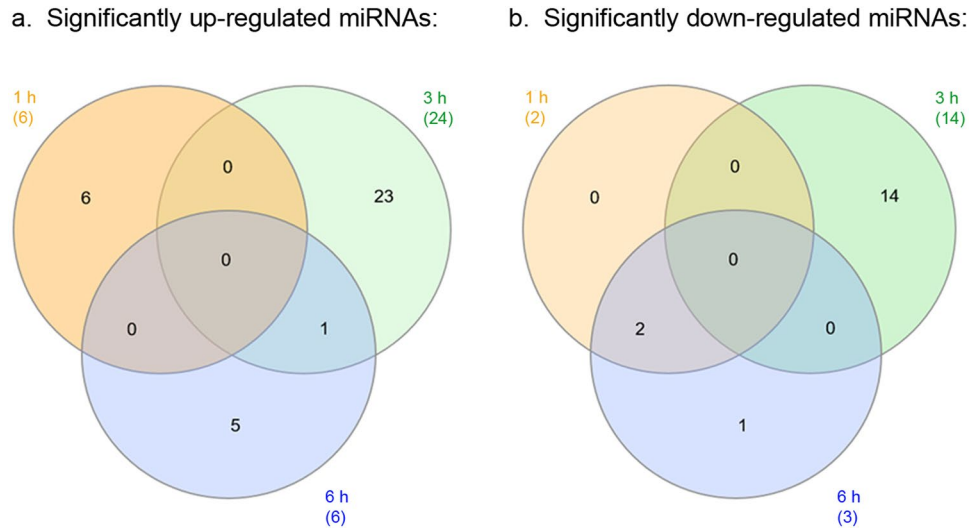 a. Significantly up-regulated miRNAs:
b. Significantly down-regulated miRNAs:
1 h
(6)
3 h
(24)
0
6
23
0
0
1
5
6 h
(6)
1 h
(2)
3 h
(14)
0
0
14
0
2
0
1
6 h
(3)